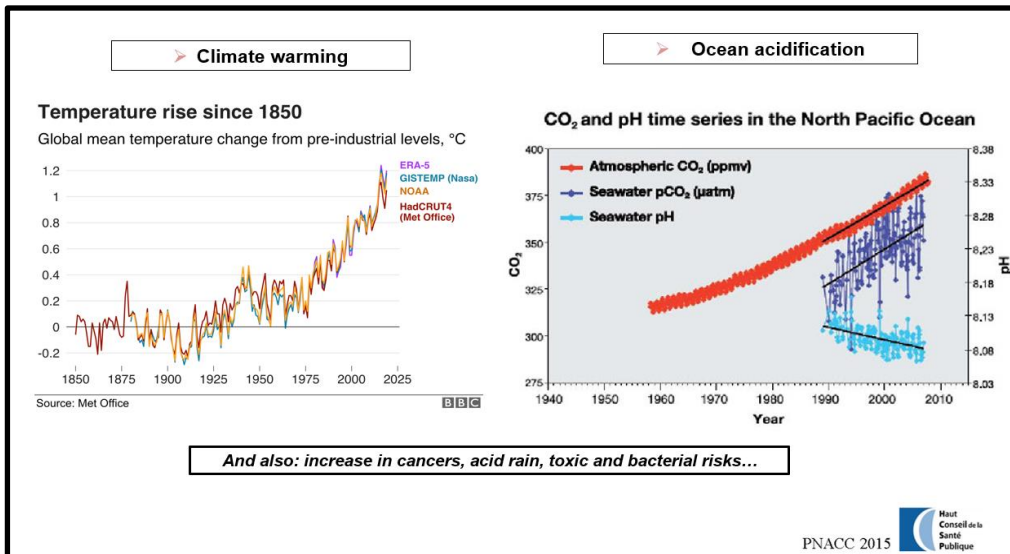 Climate warming
Ocean acidification
Temperature rise since 1850
Global mean temperature change from pre-industrial levels, °C
ERA-5
GISTEMP (Nasa)
NOAA
HadCRUT4
(Met Office)
1.2
1
0.8
0.6
0.4
0.2
0
-0.2
1850 1875 1900 1925 1950 1975 2000 2025
Source: Met Office
BBC
CO₂ and pH time series in the North Pacific Ocean
Atmospheric CO₂ (ppmv)
Seawater pCO₂ (µatm)
Seawater pH
400
375
350
325
300
275
CO₂
8.38
8.33
8.28
8.23
8.18
8.13
8.08
8.03
pH
1940 1950 1960 1970 1980 1990 2000 2010
Year
And also: increase in cancers, acid rain, toxic and bacterial risks…
PNACC 2015
Haut
Conseil de la
Santé
Publique